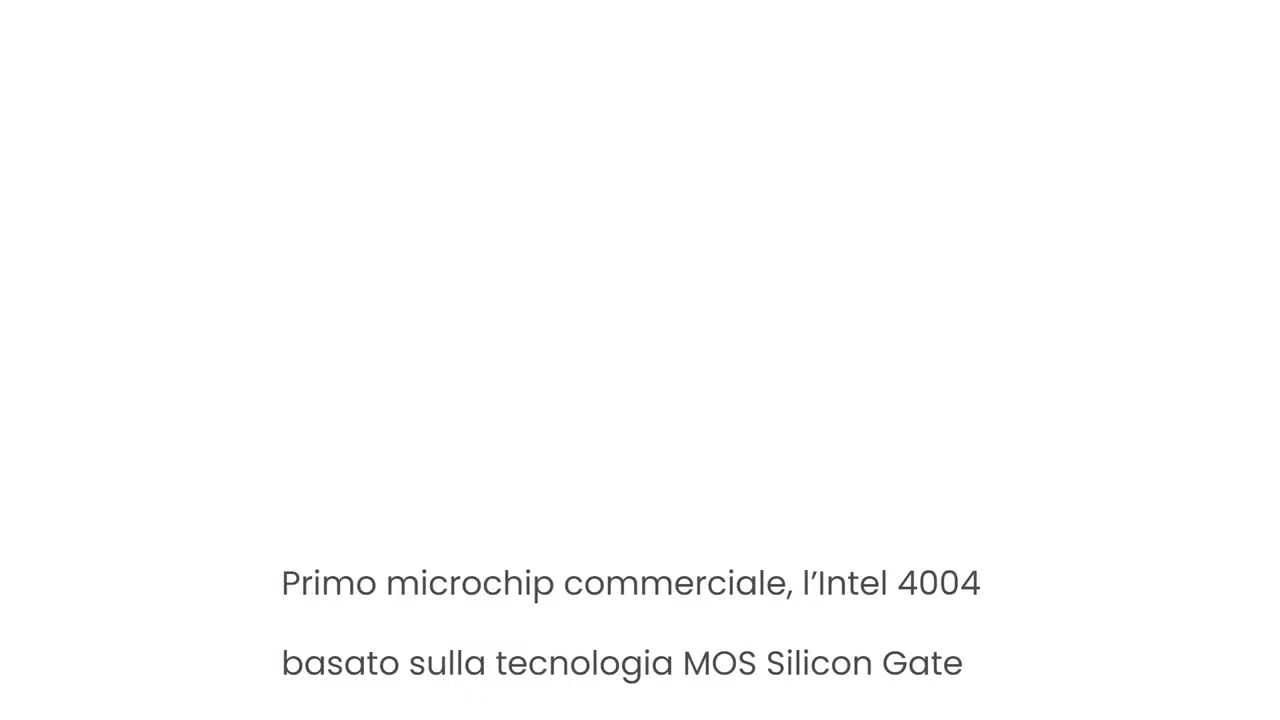 Primo microchip commerciale, l’Intel 4004
basato sulla tecnologia MOS Silicon Gate